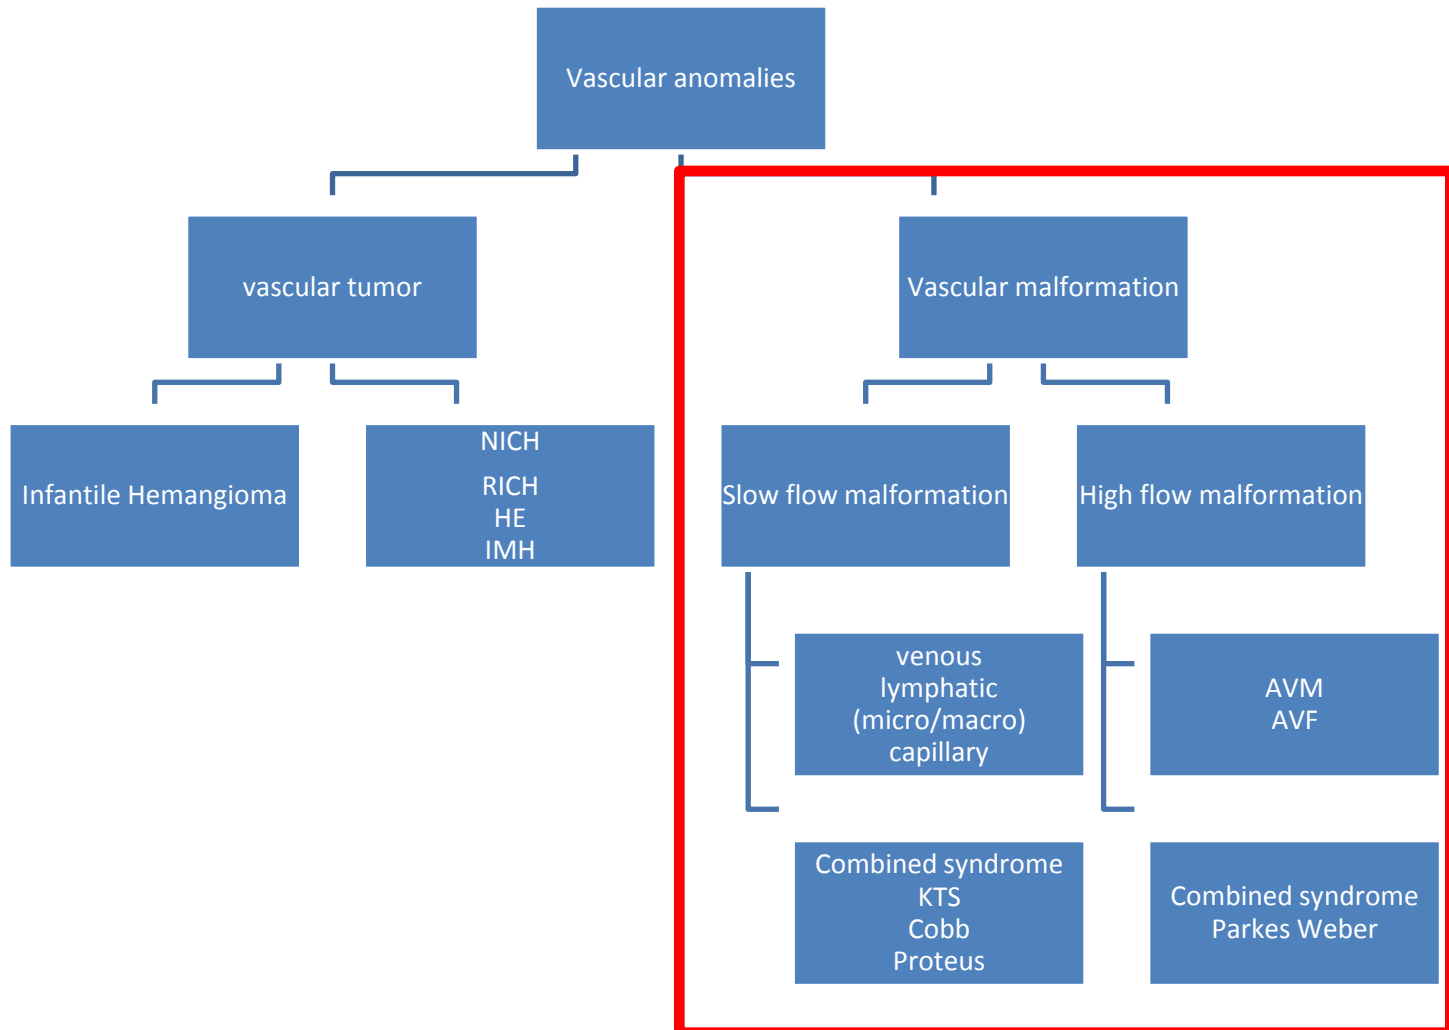 Vascular anomalies
vascular tumor
Vascular malformation
Infantile Hemangioma
NICH
RICH
HE
IMH
Slow flow malformation
High flow malformation
venous
lymphatic
(micro/macro)
capillary
AVM
AVF
Combined syndrome
KTS
Cobb
Proteus
Combined syndrome
Parkes Weber